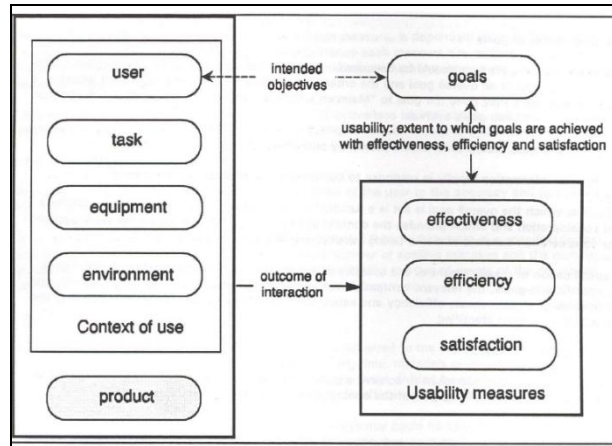 user
intended
objectives
goals
usability: extent to which goals are achieved
with effectiveness, efficiency and satisfaction
task
equipment
environment
Context of use
product
outcome of
interaction
effectiveness
efficiency
satisfaction
Usability measures